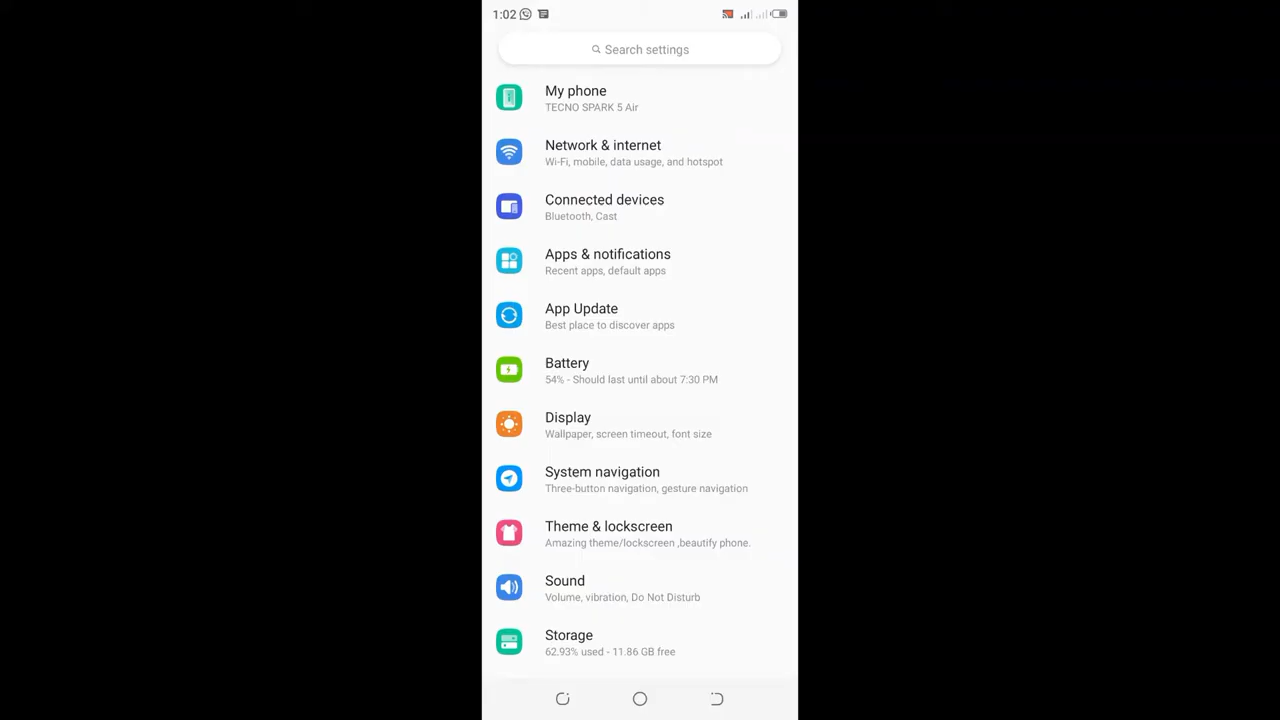 1:02
Search settings
My phone
TECNO SPARK 5 Air
Network & internet
Wi-Fi, mobile, data usage, and hotspot
Connected devices
Bluetooth, Cast
Apps & notifications
Recent apps, default apps
App Update
Best place to discover apps
Battery
54% - Should last until about 7:30 PM
Display
Wallpaper, screen timeout, font size
System navigation
Three-button navigation, gesture navigation
Theme & lockscreen
Amazing theme/lockscreen ,beautify phone.
Sound
Volume, vibration, Do Not Disturb
Storage
62.93% used - 11.86 GB free